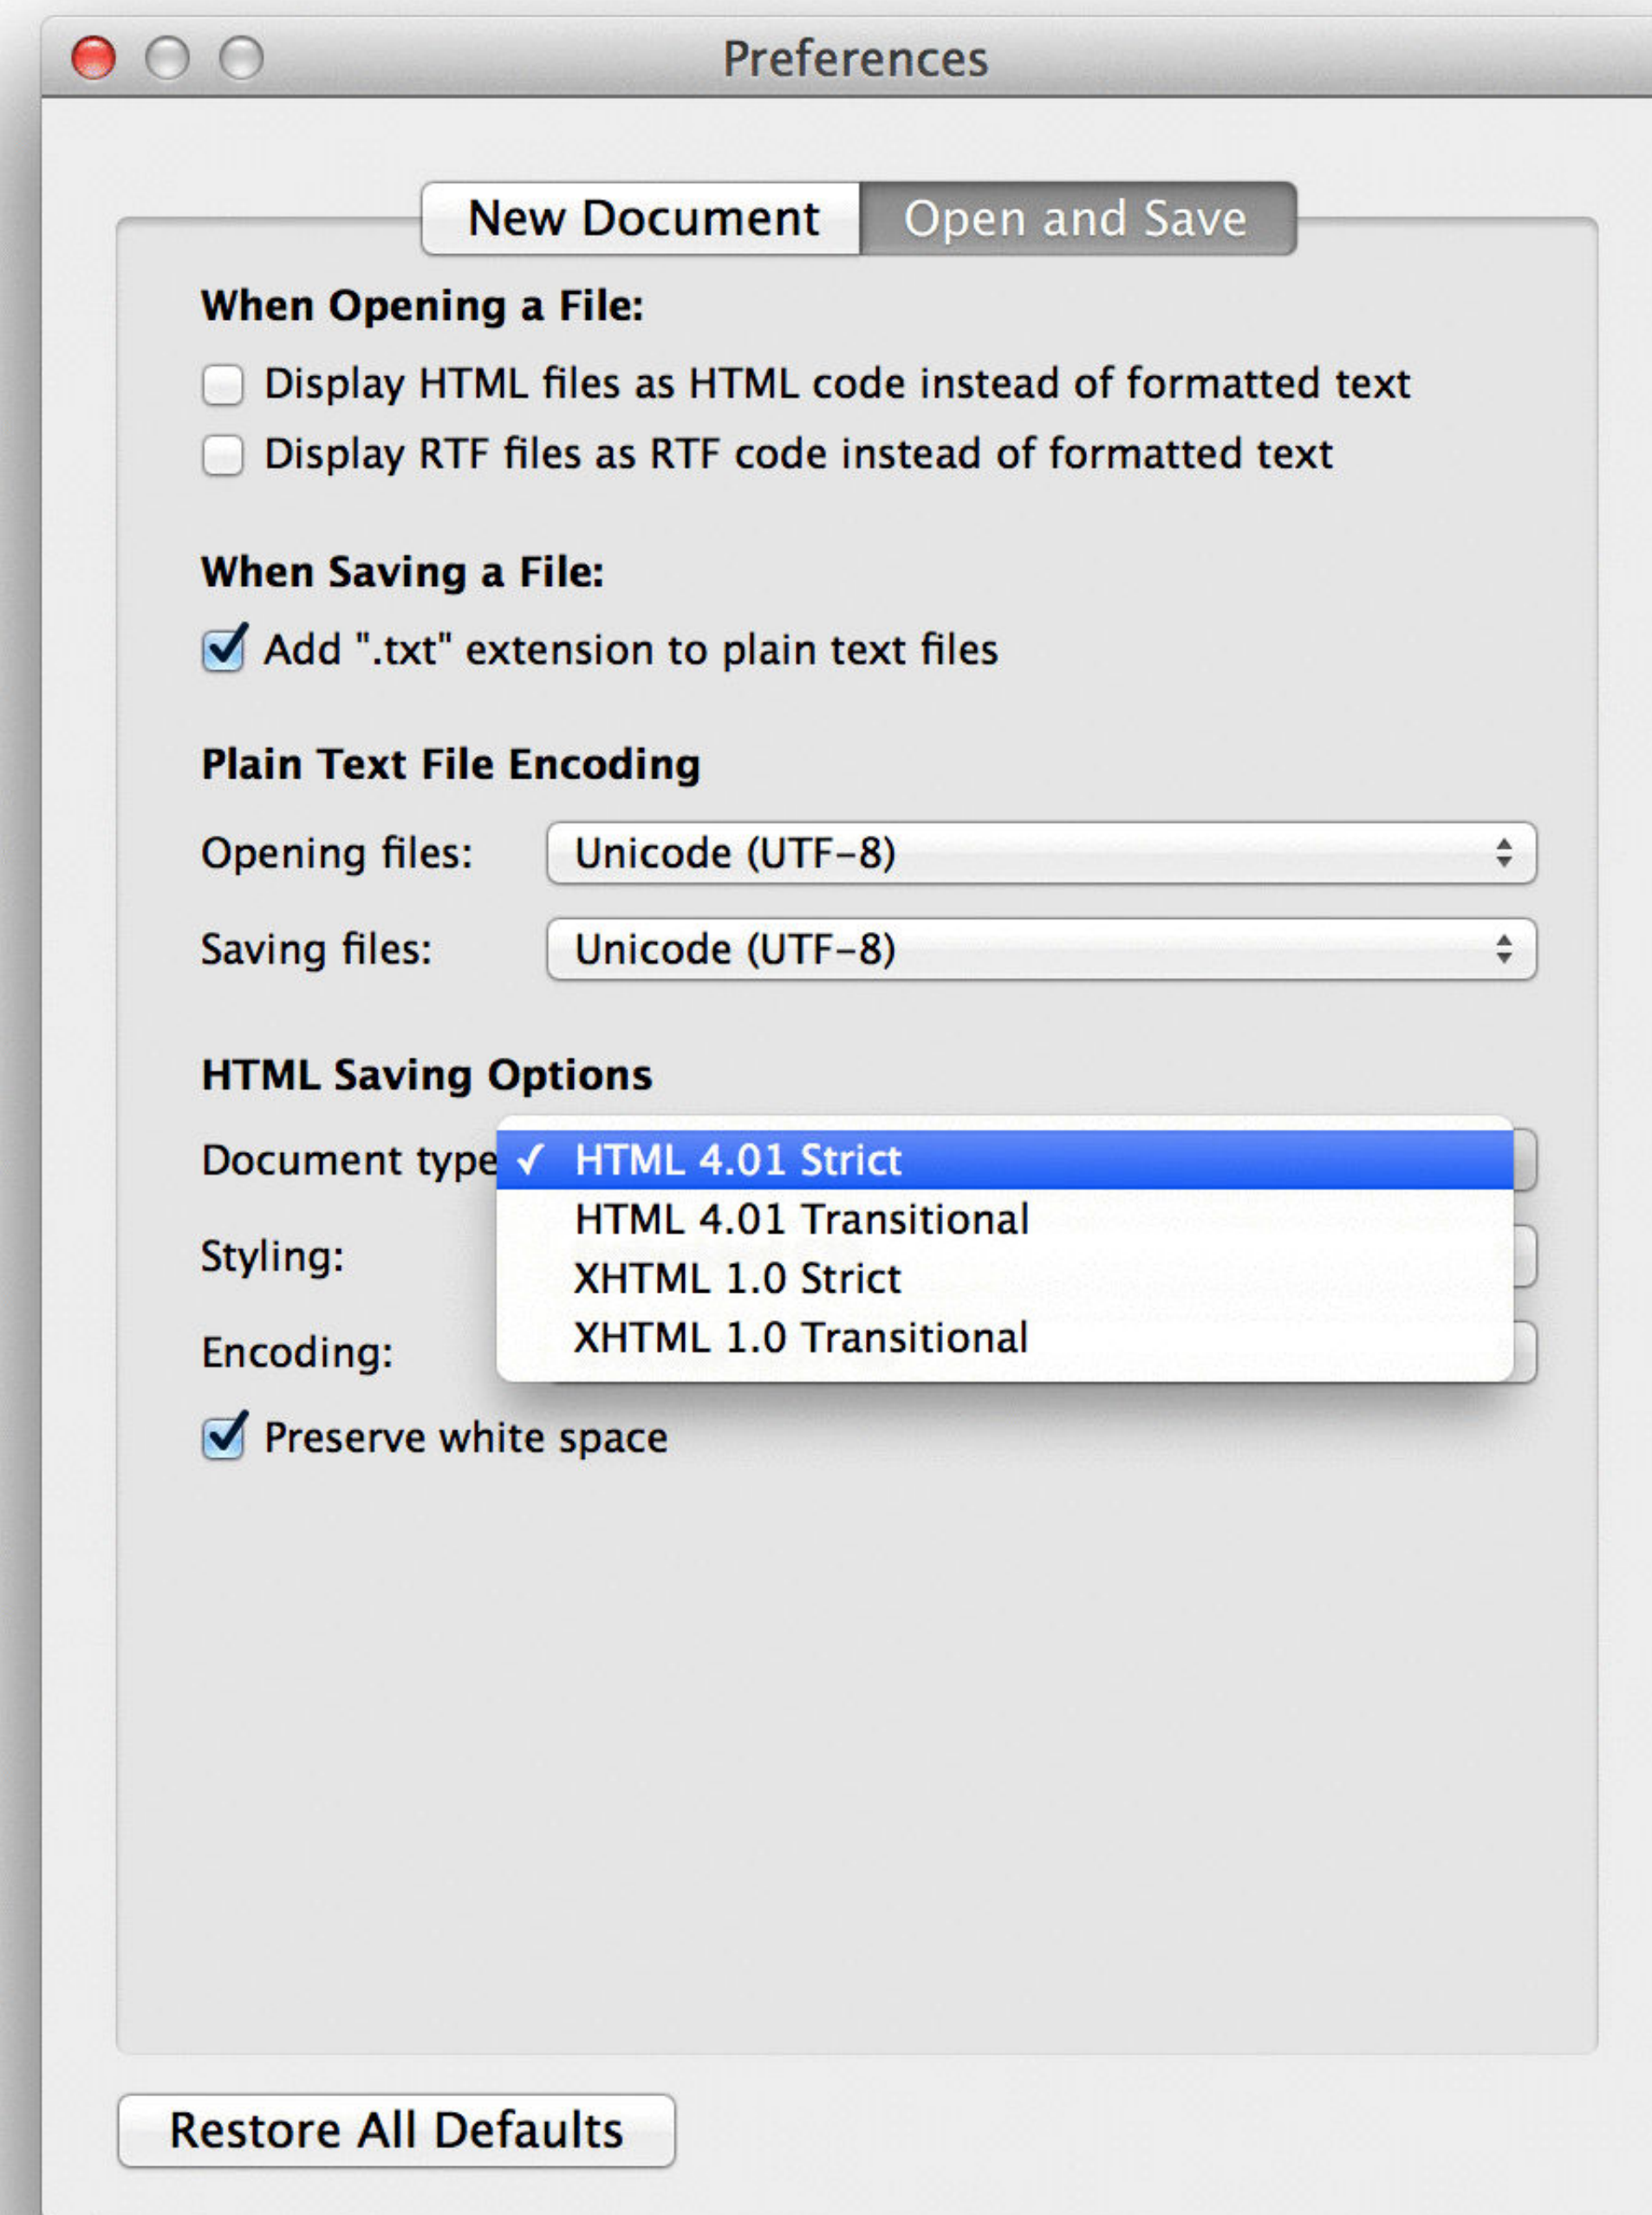 Preferences
New Document Open and Save
When Opening a File:
Display HTML files as HTML code instead of formatted text
Display RTF files as RTF code instead of formatted text
When Saving a File:
Add ".txt" extension to plain text files
Plain Text File Encoding
Opening files: Unicode (UTF-8)
Saving files: Unicode (UTF-8)
HTML Saving Options
Document type ✓ HTML 4.01 Strict
HTML 4.01 Transitional
Styling:
XHTML 1.0 Strict
XHTML 1.0 Transitional
Encoding:
Preserve white space
Restore All Defaults